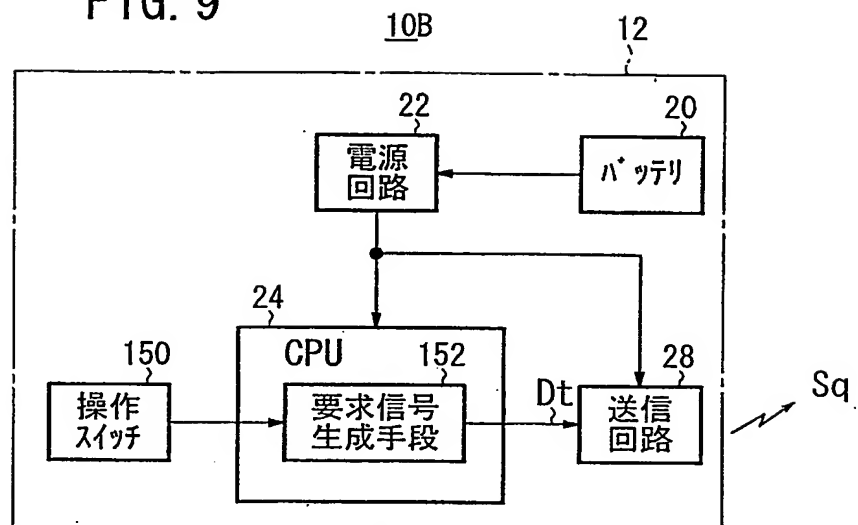 FIG. 9
10B
12
22
20
電源
回路
ﾊﾞｯﾃﾘ
24
CPU
150
152
28
操作
ｽｲｯﾁ
要求信号
生成手段
Dt
送信
回路
Sq